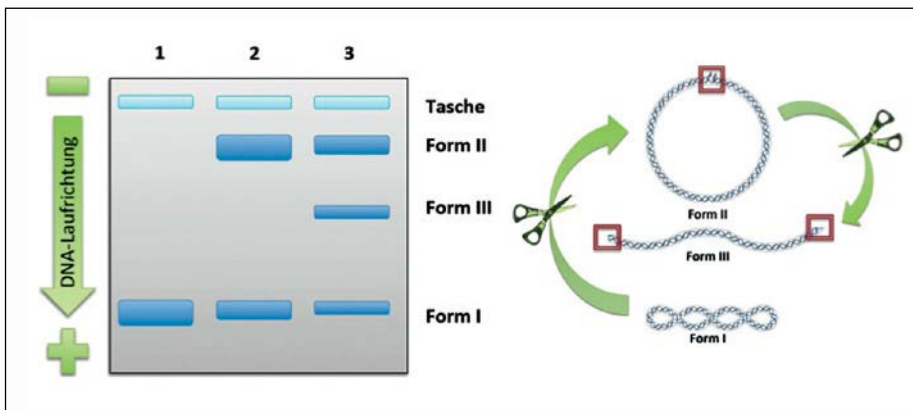 1 2 3
Tasche
Form II
Form III
Form I
DNA-Laufrichtung
Form II
Form III
Form I